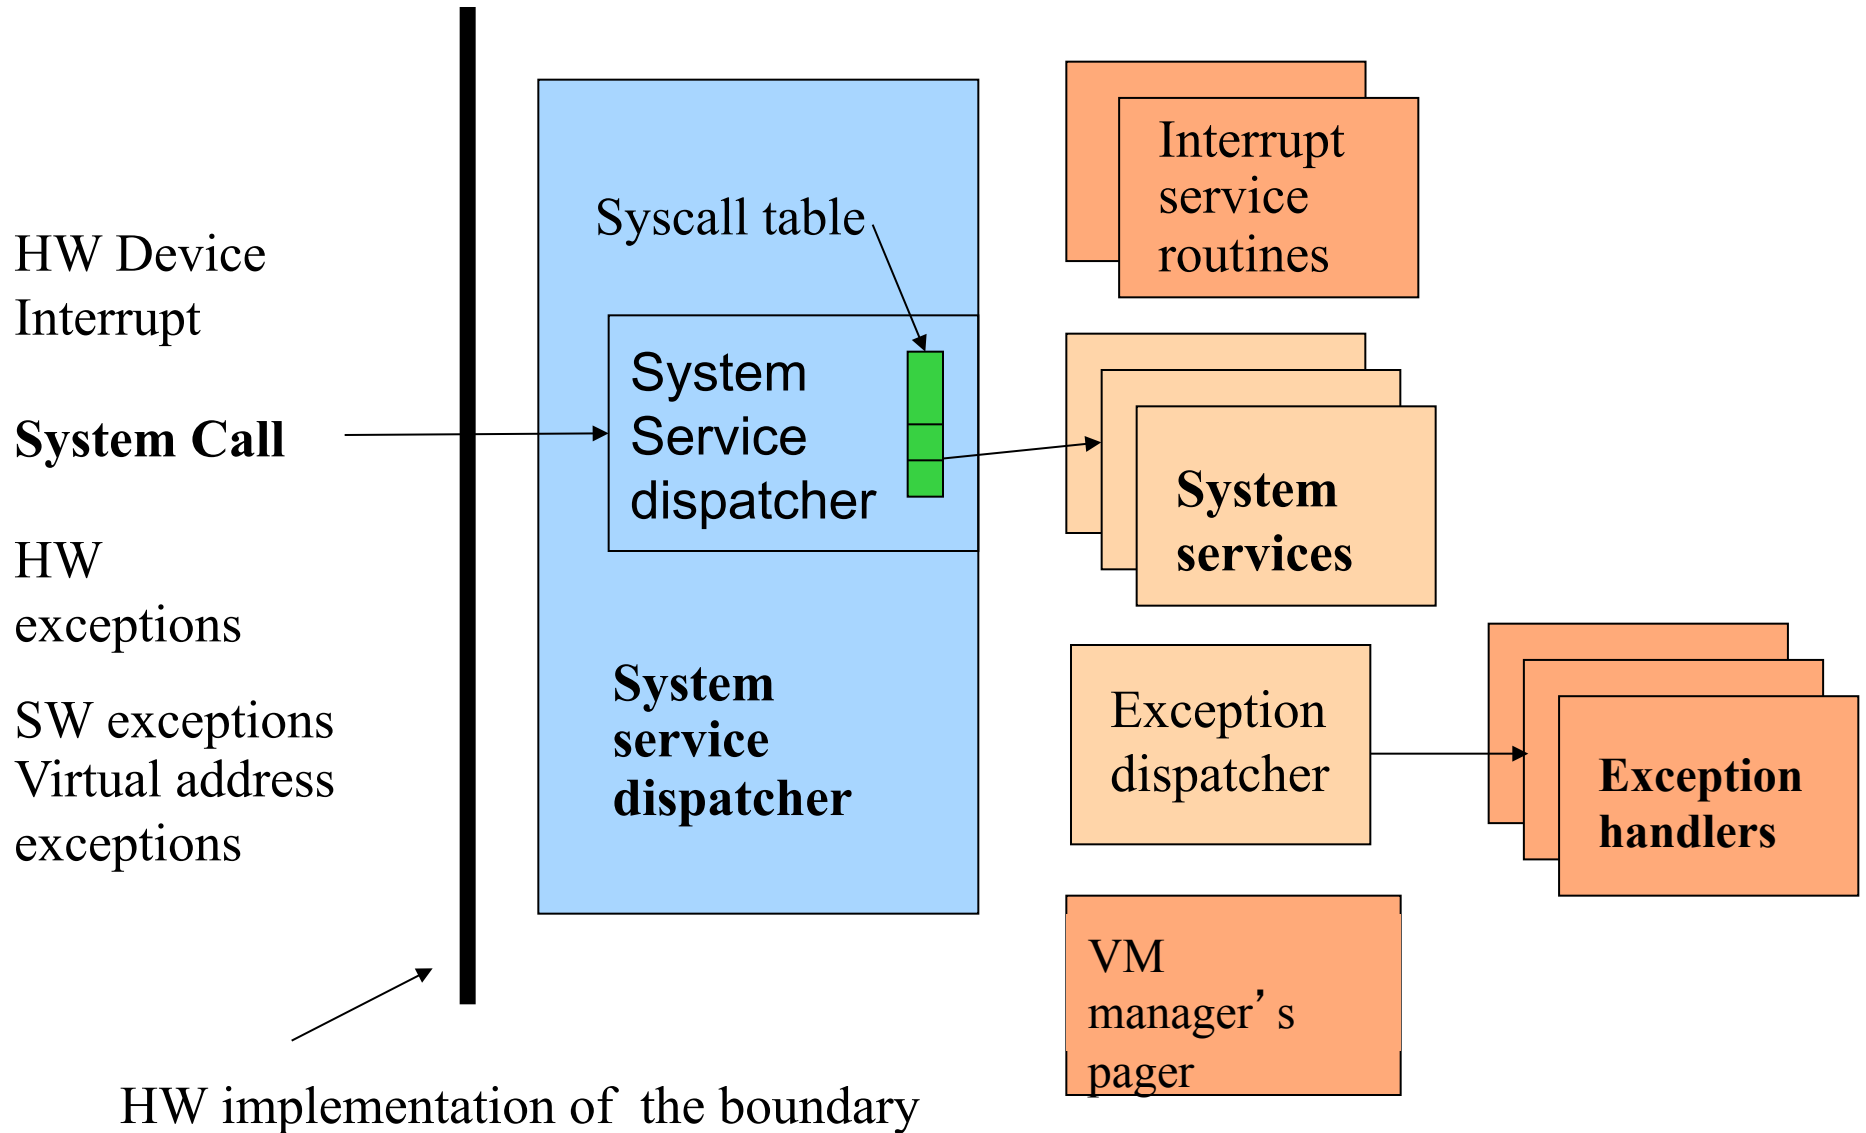 HW Device
Interrupt
System Call
HW
exceptions
SW exceptions
Virtual address
exceptions
HW implementation of  the boundary
Syscall table
System
Service
dispatcher
System
service
dispatcher
Interrupt
service
routines
System
services
Exception
dispatcher
Exception
handlers
VM
manager’s
pager